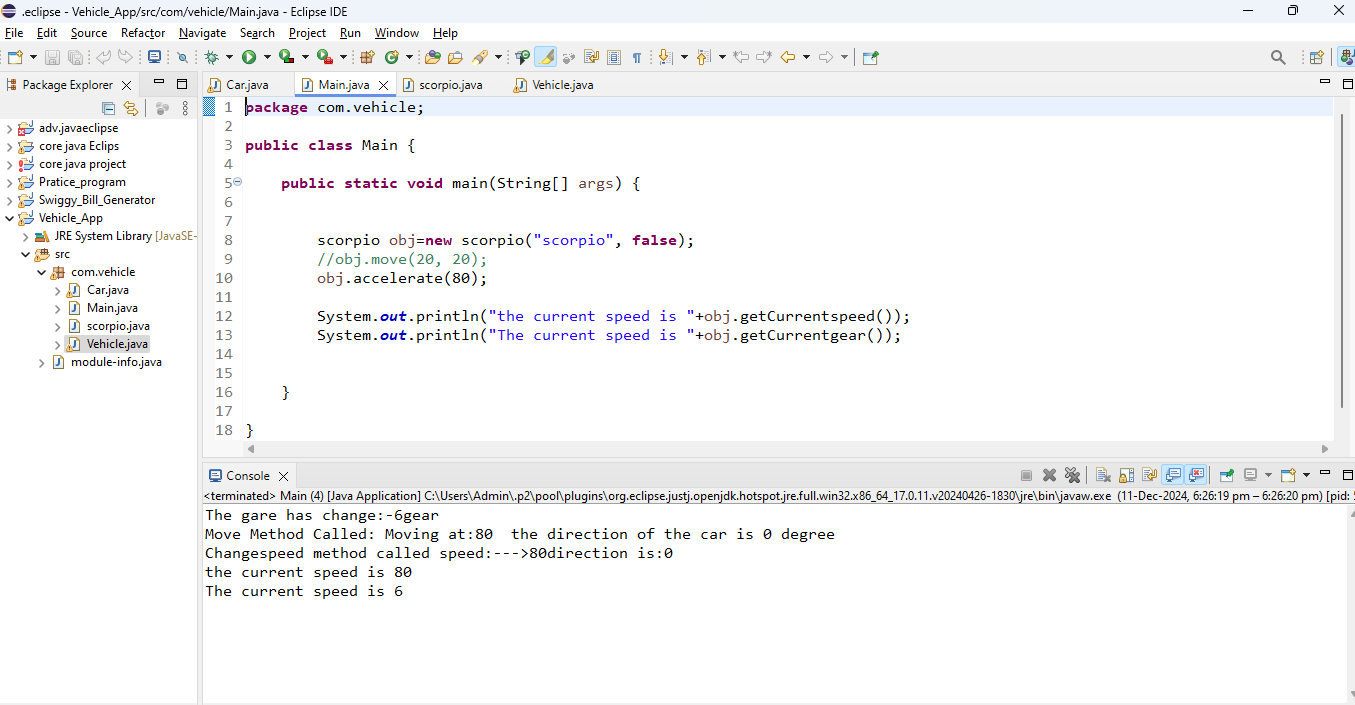 .eclipse - Vehicle_App/src/com/vehicle/Main.java - Eclipse IDE
File Edit Source Refactor Navigate Search Project Run Window Help
Package Explorer
Car.java Main.java scorpio.java Vehicle.java
adv.javaeclipse
core java Eclips
core java project
Pratice_program
Swiggy_Bill_Generator
Vehicle_App
JRE System Library [JavaSE-
src
com.vehicle
Car.java
Main.java
scorpio.java
Vehicle.java
module-info.java
1 package com.vehicle;
2
3 public class Main {
4
5 public static void main(String[] args) {
6
7
8 scorpio obj=new scorpio("scorpio", false);
9 //obj.move(20, 20);
10 obj.accelerate(80);
11
12 System.out.println("the current speed is "+obj.getCurrentspeed());
13 System.out.println("The current speed is "+obj.getCurrentgear());
14
15
16 }
17
18 }
Console
<terminated> Main (4) [Java Application] C:\Users\Admin\.p2\pool\plugins\org.eclipse.justj.openjdk.hotspot.jre.full.win32.x86_64_17.0.11.v20240426-1830\jre\bin\javaw.exe (11-Dec-2024, 6:26:19 pm – 6:26:20 pm) [pid:
The gare has change:-6gear
Move Method Called: Moving at:80  the direction of the car is 0 degree
Changespeed method called speed:--->80direction is:0
the current speed is 80
The current speed is 6